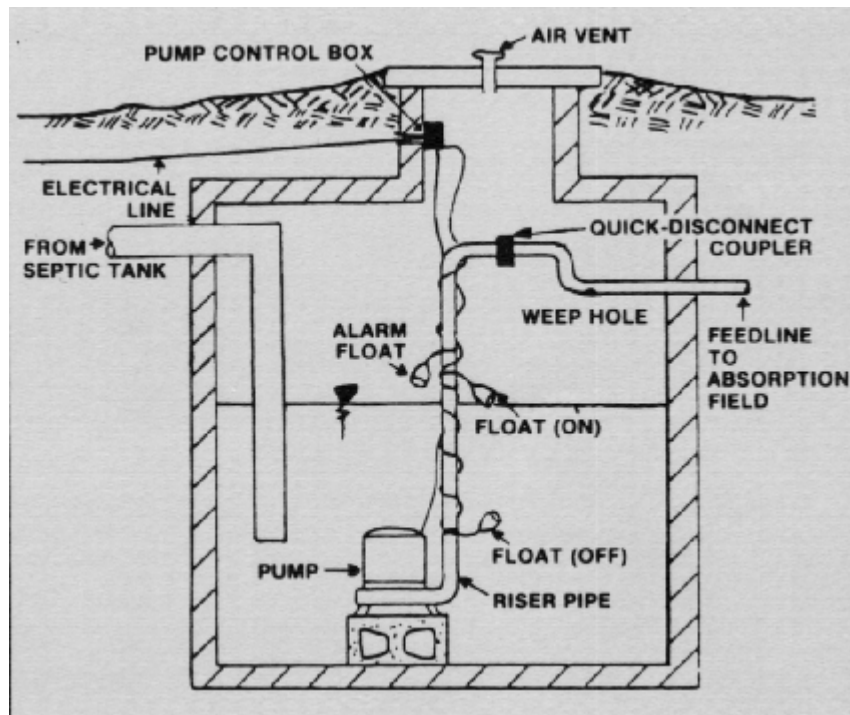 AIR VENT
PUMP CONTROL BOX
ELECTRICAL
LINE
FROM
SEPTIC TANK
QUICK-DISCONNECT
COUPLER
WEEP HOLE
FEEDLINE
TO
ABSORPTION
FIELD
ALARM
FLOAT
FLOAT (ON)
FLOAT (OFF)
PUMP
RISER PIPE